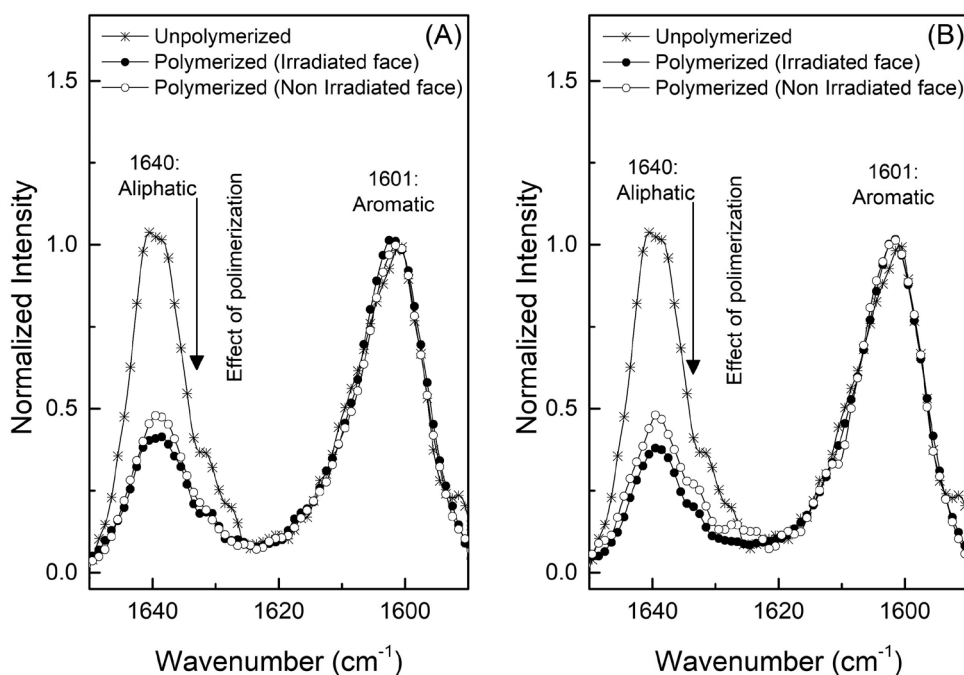 (A)
Unpolymerized
Polymerized (Irradiated face)
Polymerized (Non Irradiated face)
1640:
Aliphatic
Effect of polimerization
1601:
Aromatic
Normalized Intensity
1.5
1.0
0.5
0.0
1640
1620
1600
Wavenumber (cm⁻¹)
(B)
Unpolymerized
Polymerized (Irradiated face)
Polymerized (Non Irradiated face)
1640:
Aliphatic
Effect of polimerization
1601:
Aromatic
Normalized Intensity
1.5
1.0
0.5
0.0
1640
1620
1600
Wavenumber (cm⁻¹)